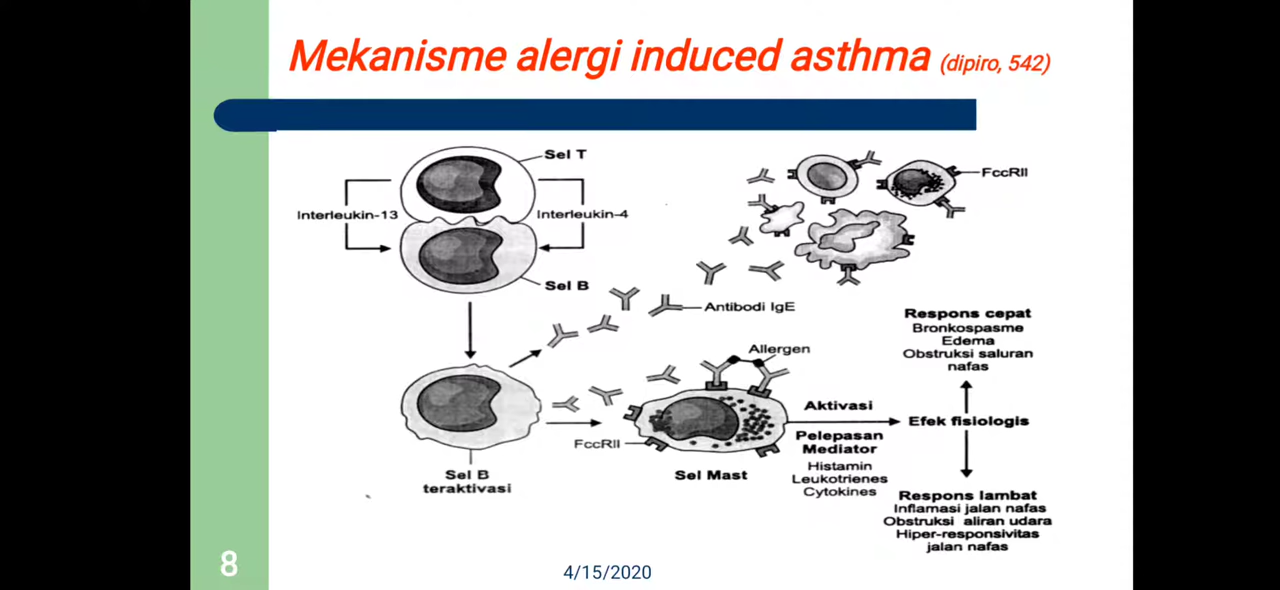 Mekanisme alergi induced asthma (dipiro, 542)
Sel T
Interleukin-13
Interleukin-4
Sel B
FccRII
Antibodi IgE
Allergen
Respons cepat
Bronkospasme
Edema
Obstruksi saluran
nafas
Aktivasi
Efek fisiologis
Pelepasan
Mediator
Histamin
Leukotrienes
Cytokines
FccRII
Sel Mast
Sel B
teraktivasi
Respons lambat
Inflamasi jalan nafas
Obstruksi aliran udara
Hiper-responsivitas
jalan nafas
8
4/15/2020